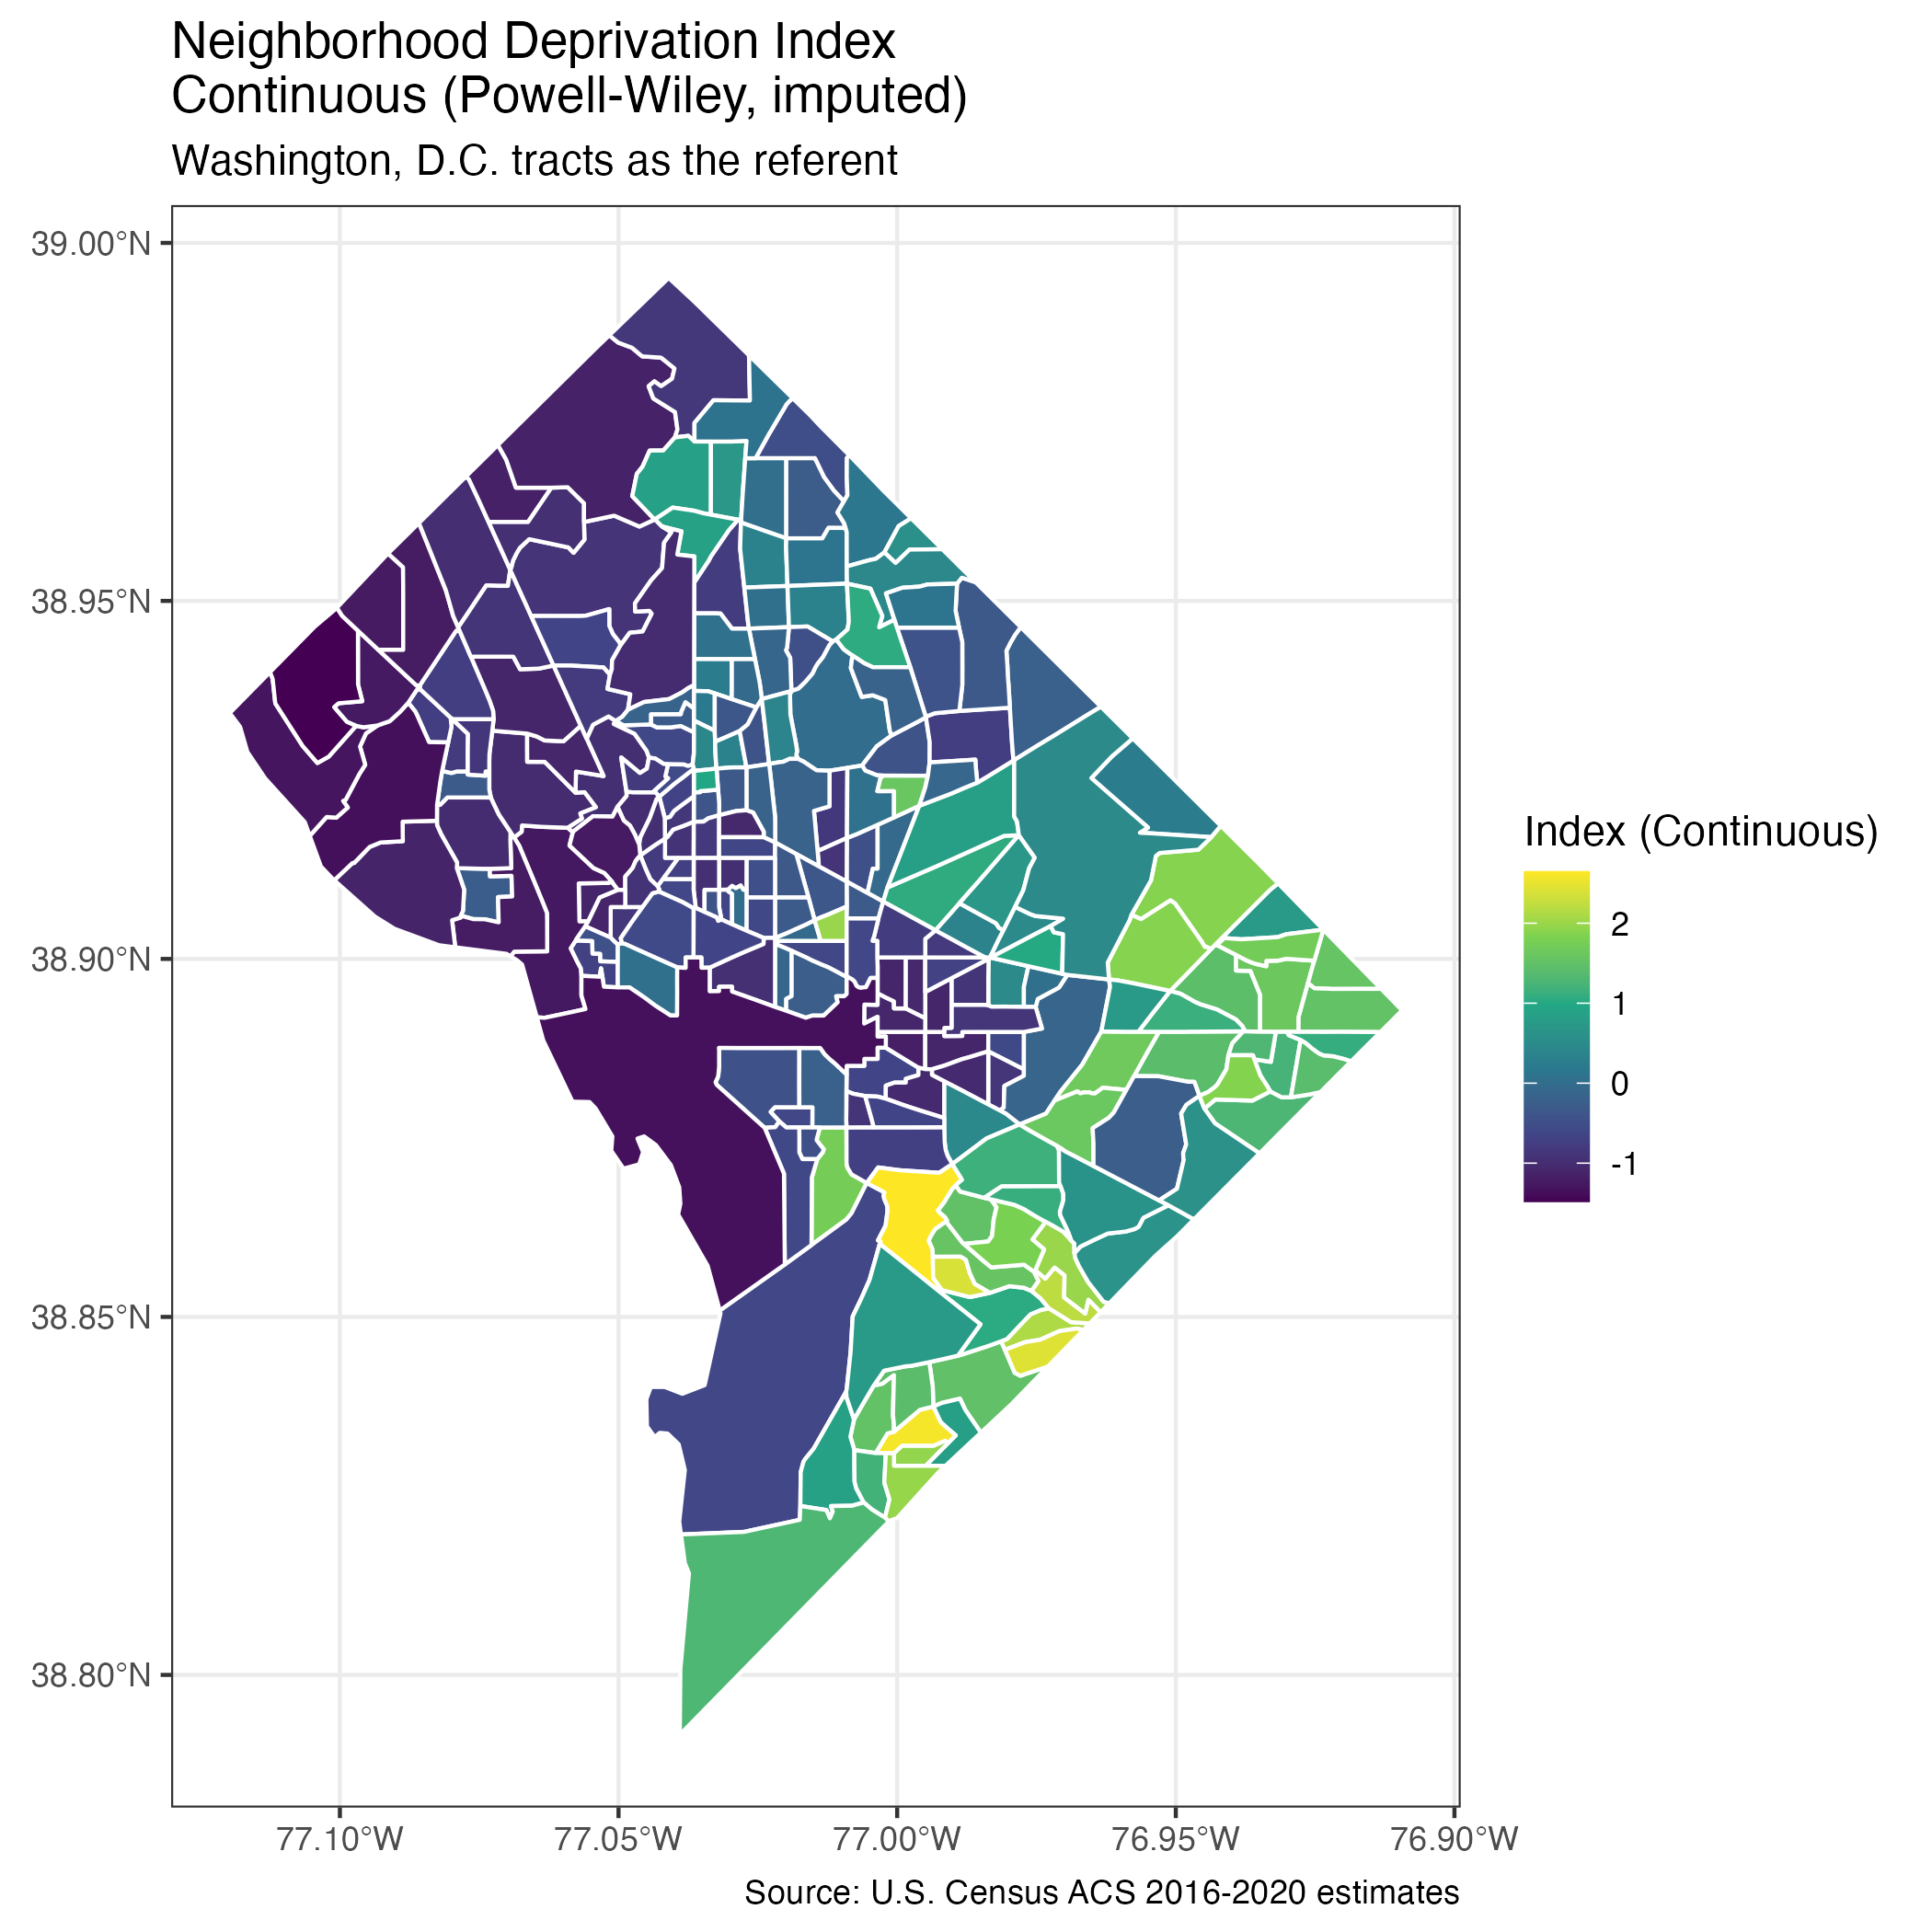 Neighborhood Deprivation Index
Continuous (Powell-Wiley, imputed)
Washington, D.C. tracts as the referent
39.00°N
38.95°N
38.90°N
38.85°N
38.80°N
77.10°W
77.05°W
77.00°W
76.95°W
76.90°W
Index (Continuous)
2
1
0
-1
Source: U.S. Census ACS 2016-2020 estimates